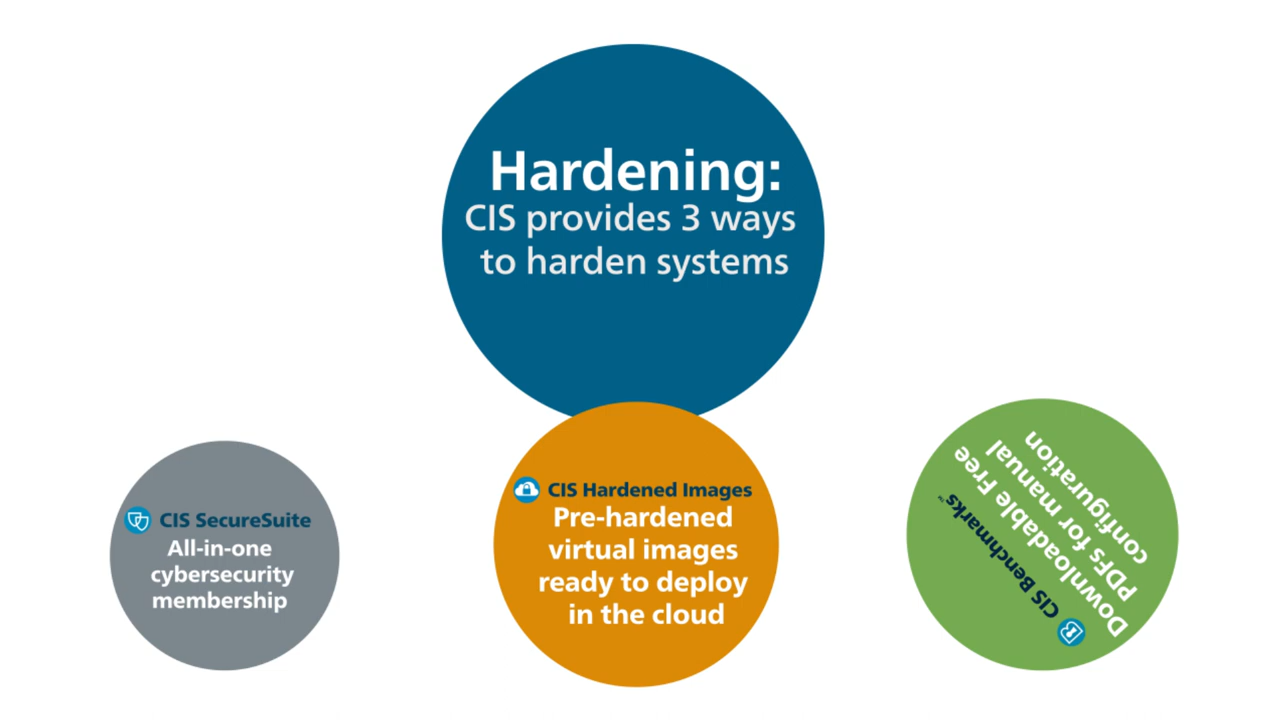 Hardening:
CIS provides 3 ways
to harden systems
CIS SecureSuite
All-in-one
cybersecurity
membership
CIS Hardened Images
Pre-hardened
virtual images
ready to deploy
in the cloud
CIS Benchmarks™
Downloadable Free
PDFs for manual
configuration